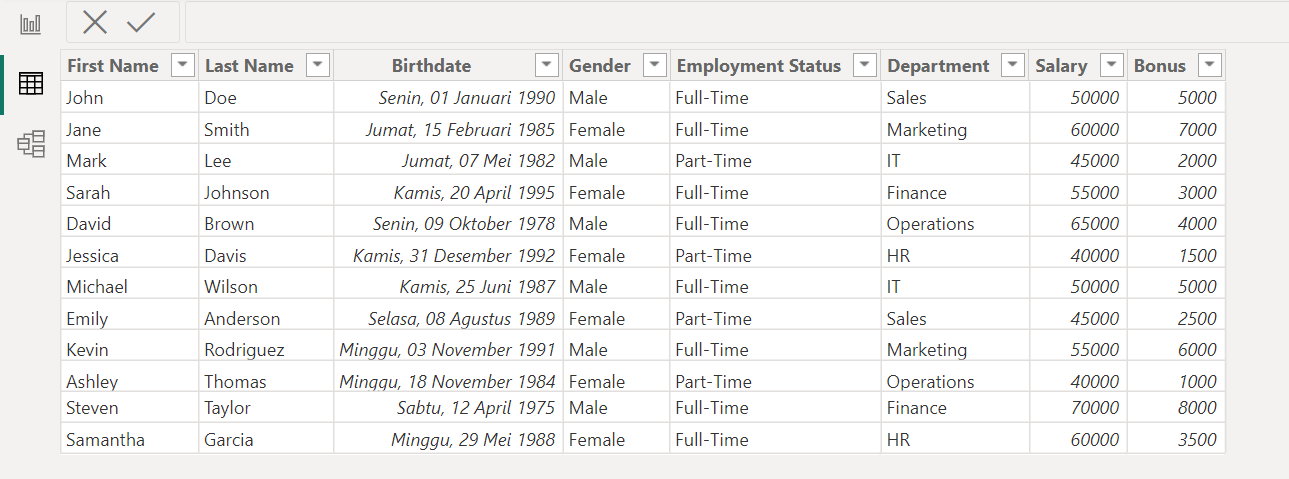 First Name Last Name Birthdate Gender Employment Status Department Salary Bonus
John Doe Senin, 01 Januari 1990 Male Full-Time Sales 50000 5000
Jane Smith Jumat, 15 Februari 1985 Female Full-Time Marketing 60000 7000
Mark Lee Jumat, 07 Mei 1982 Male Part-Time IT 45000 2000
Sarah Johnson Kamis, 20 April 1995 Female Full-Time Finance 55000 3000
David Brown Senin, 09 Oktober 1978 Male Full-Time Operations 65000 4000
Jessica Davis Kamis, 31 Desember 1992 Female Part-Time HR 40000 1500
Michael Wilson Kamis, 25 Juni 1987 Male Full-Time IT 50000 5000
Emily Anderson Selasa, 08 Agustus 1989 Female Part-Time Sales 45000 2500
Kevin Rodriguez Minggu, 03 November 1991 Male Full-Time Marketing 55000 6000
Ashley Thomas Minggu, 18 November 1984 Female Part-Time Operations 40000 1000
Steven Taylor Sabtu, 12 April 1975 Male Full-Time Finance 70000 8000
Samantha Garcia Minggu, 29 Mei 1988 Female Full-Time HR 60000 3500